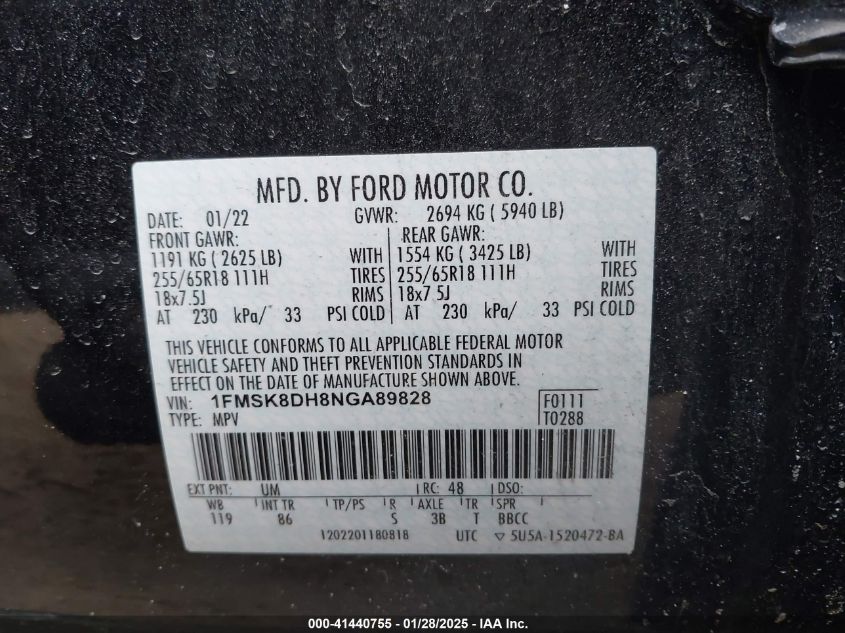 MFD. BY FORD MOTOR CO.
DATE: 01/22 GVWR: 2694 KG ( 5940 LB)
FRONT GAWR: REAR GAWR:
1191 KG ( 2625 LB) WITH 1554 KG ( 3425 LB) WITH
255/65R18 111H TIRES 255/65R18 111H TIRES
18x7.5J RIMS 18x7.5J RIMS
AT 230 kPa/ 33 PSI COLD AT 230 kPa/ 33 PSI COLD
THIS VEHICLE CONFORMS TO ALL APPLICABLE FEDERAL MOTOR
VEHICLE SAFETY AND THEFT PREVENTION STANDARDS IN
EFFECT ON THE DATE OF MANUFACTURE SHOWN ABOVE.
VIN: 1FMSK8DH8NGA89828 F0111
TYPE: MPV T0288
EXT PNT: UM RC: 48 DSO:
WB INT TR TP/PS R AXLE TR SPR
119 86 S 3B T BBCC
1202201180818 UTC ▽ 5U5A-1520472-BA
000-41440755 - 01/28/2025 - IAA Inc.